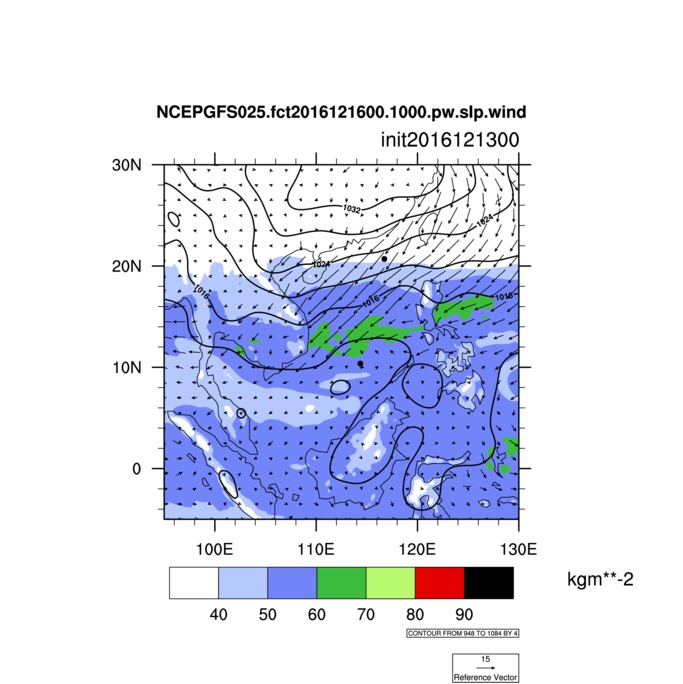 NCEPGFS025.fct2016121600.1000.pw.slp.wind
init2016121300
30N
1032
1024
1024
20N
1016
1016
1016
10N
0
100E
110E
120E
130E
kgm**-2
40
50
60
70
80
90
CONTOUR FROM 948 TO 1084 BY 4
15
Reference Vector